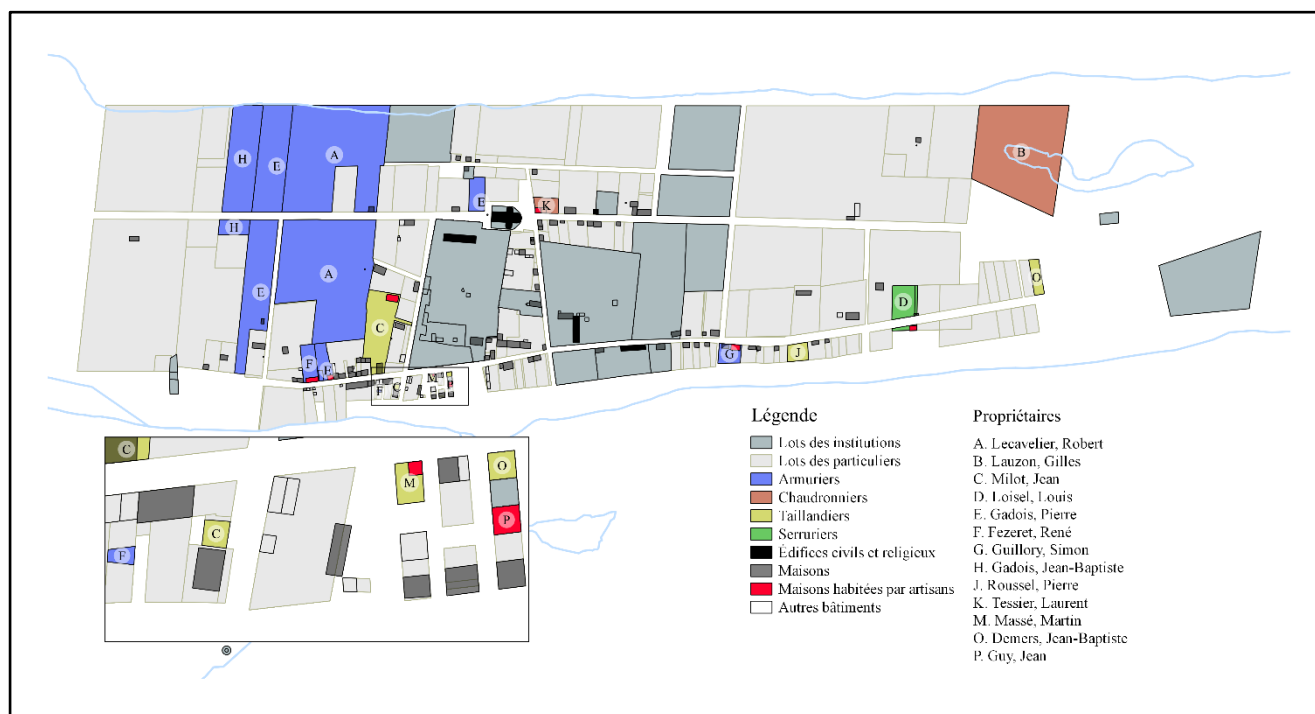 H
E
A
B
E
K
H
A
E
O
C
D
F
E
G
J
M
F
C
P
Légende
Lots des institutions
Lots des particuliers
Armuriers
Chaudronniers
Taillandiers
Serruriers
Édifices civils et religieux
Maisons
Maisons habitées par artisans
Autres bâtiments
Propriétaires
A. Lecavelier, Robert
B. Lauzon, Gilles
C. Milot, Jean
D. Loisel, Louis
E. Gadois, Pierre
F. Fezeret, René
G. Guillory, Simon
H. Gadois, Jean-Baptiste
J. Roussel, Pierre
K. Tessier, Laurent
M. Massé, Martin
O. Demers, Jean-Baptiste
P. Guy, Jean
C
O
M
P
C
F